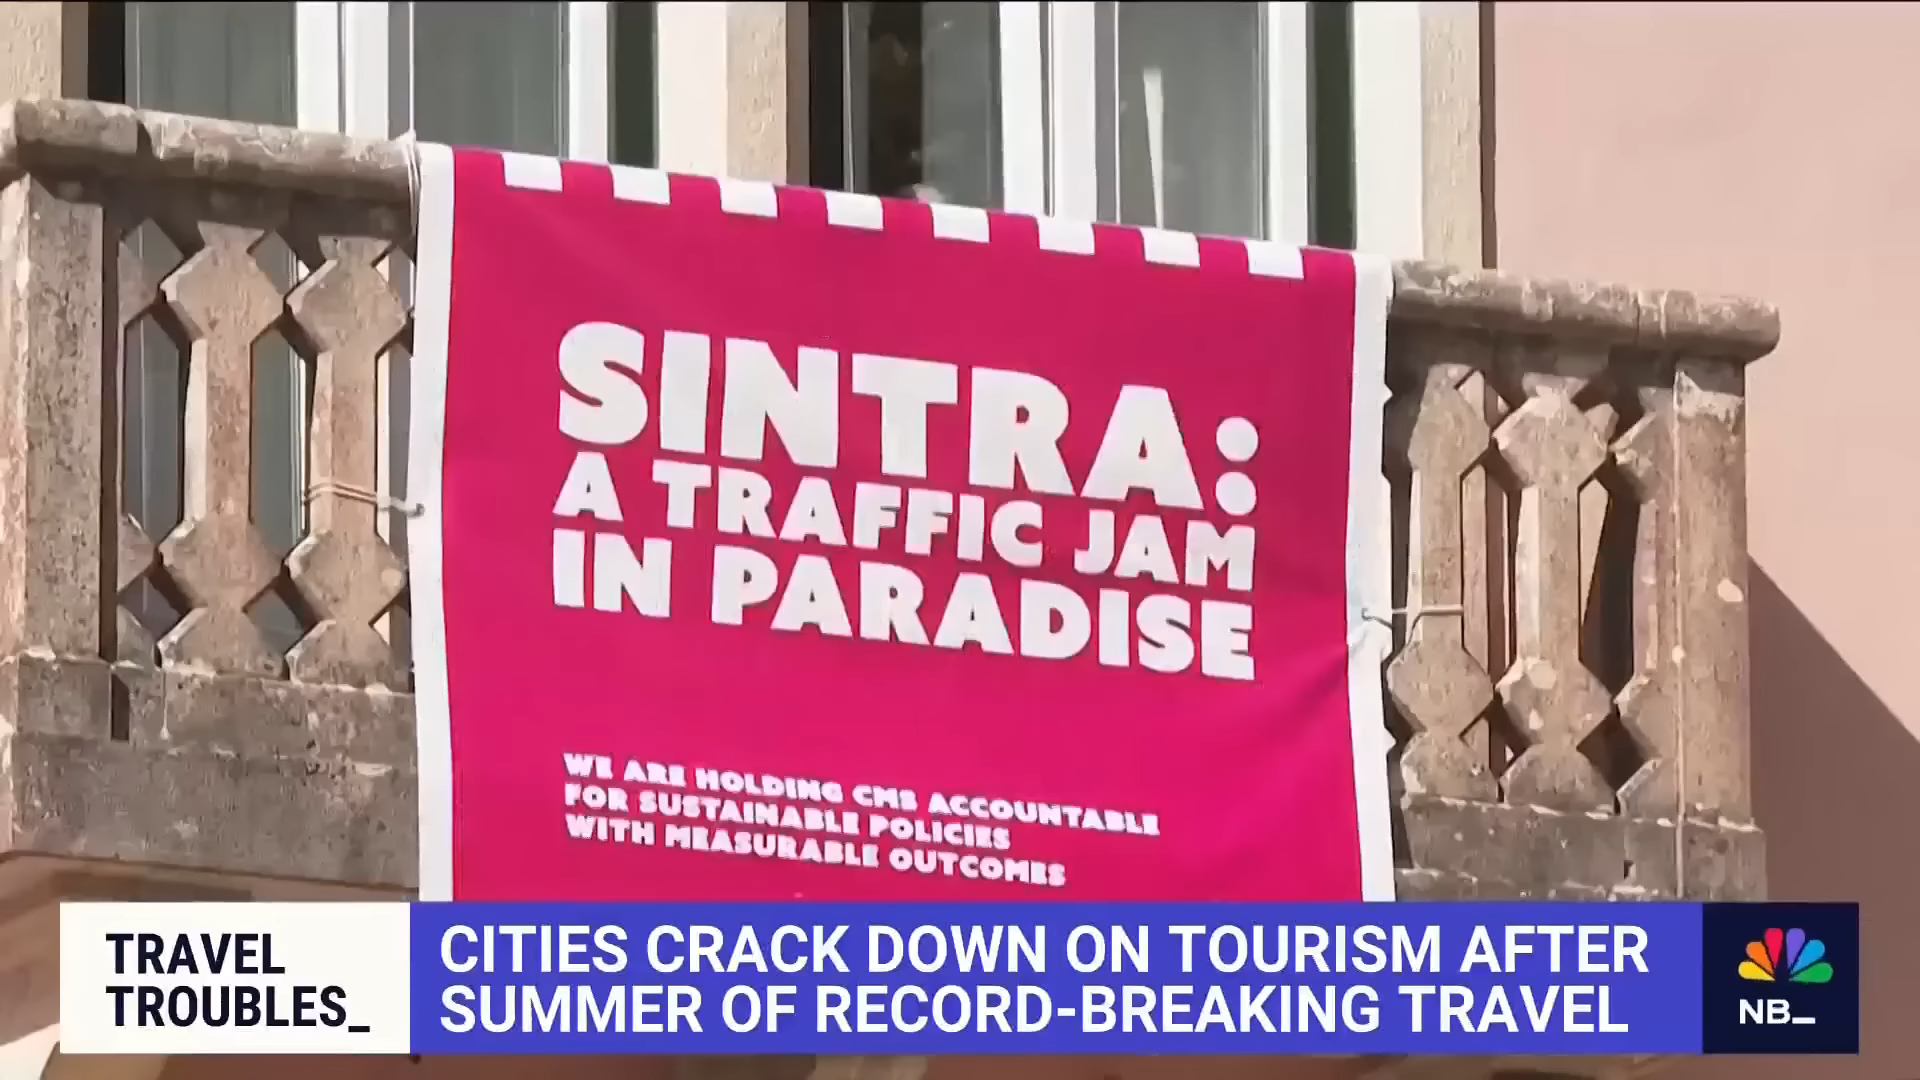 SINTRA:
A TRAFFIC JAM
IN PARADISE
WE ARE HOLDING CMS ACCOUNTABLE
FOR SUSTAINABLE POLICIES
WITH MEASURABLE OUTCOMES
TRAVEL
TROUBLES_
CITIES CRACK DOWN ON TOURISM AFTER
SUMMER OF RECORD-BREAKING TRAVEL
NB_